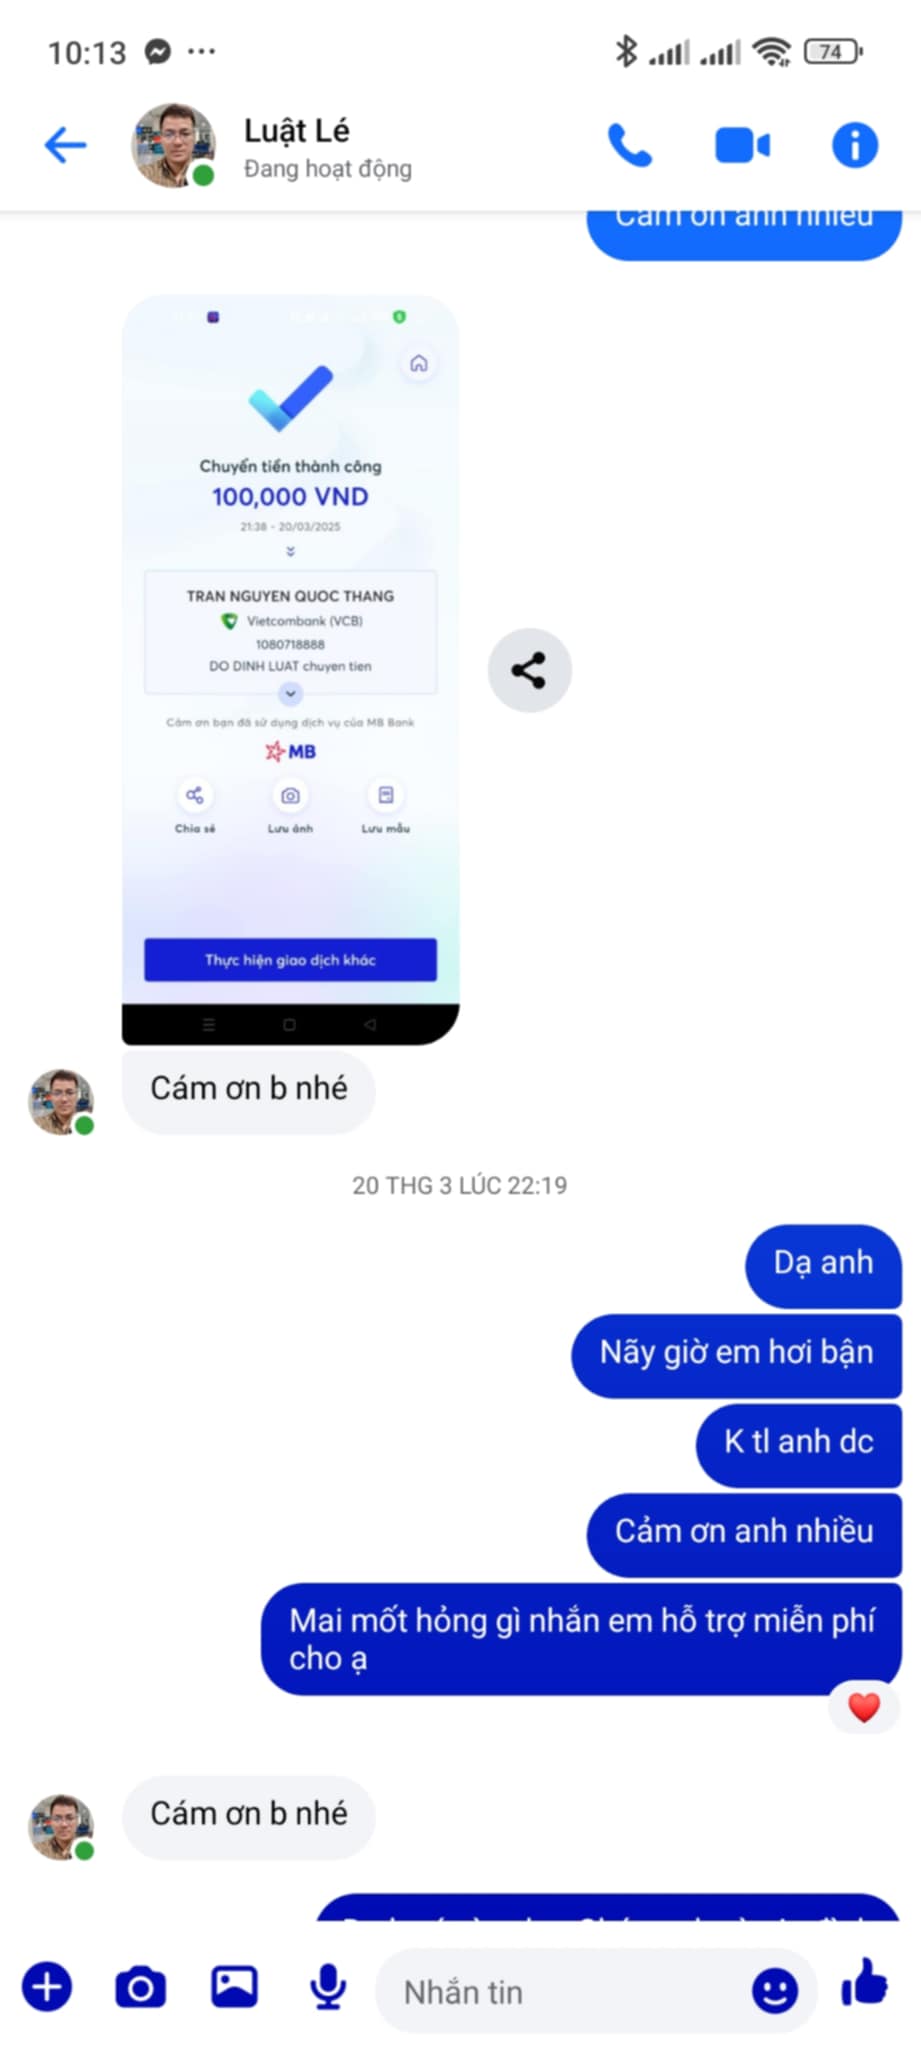 10:13
74
Luật Lé
Đang hoạt động
Cảm ơn anh nhiều
Chuyển tiền thành công
100,000 VND
21:38 - 20/03/2025
TRAN NGUYEN QUOC THANG
Vietcombank (VCB)
1080718888
DO DINH LUAT chuyen tien
Cảm ơn bạn đã sử dụng dịch vụ của MB Bank
MB
Chia sẻ
Lưu ảnh
Lưu mẫu
Thực hiện giao dịch khác
Cám ơn b nhé
20 THG 3 LÚC 22:19
Dạ anh
Nãy giờ em hơi bận
K tl anh dc
Cảm ơn anh nhiều
Mai mốt hỏng gì nhắn em hỗ trợ miễn phí
cho ạ
Cám ơn b nhé
Nhắn tin